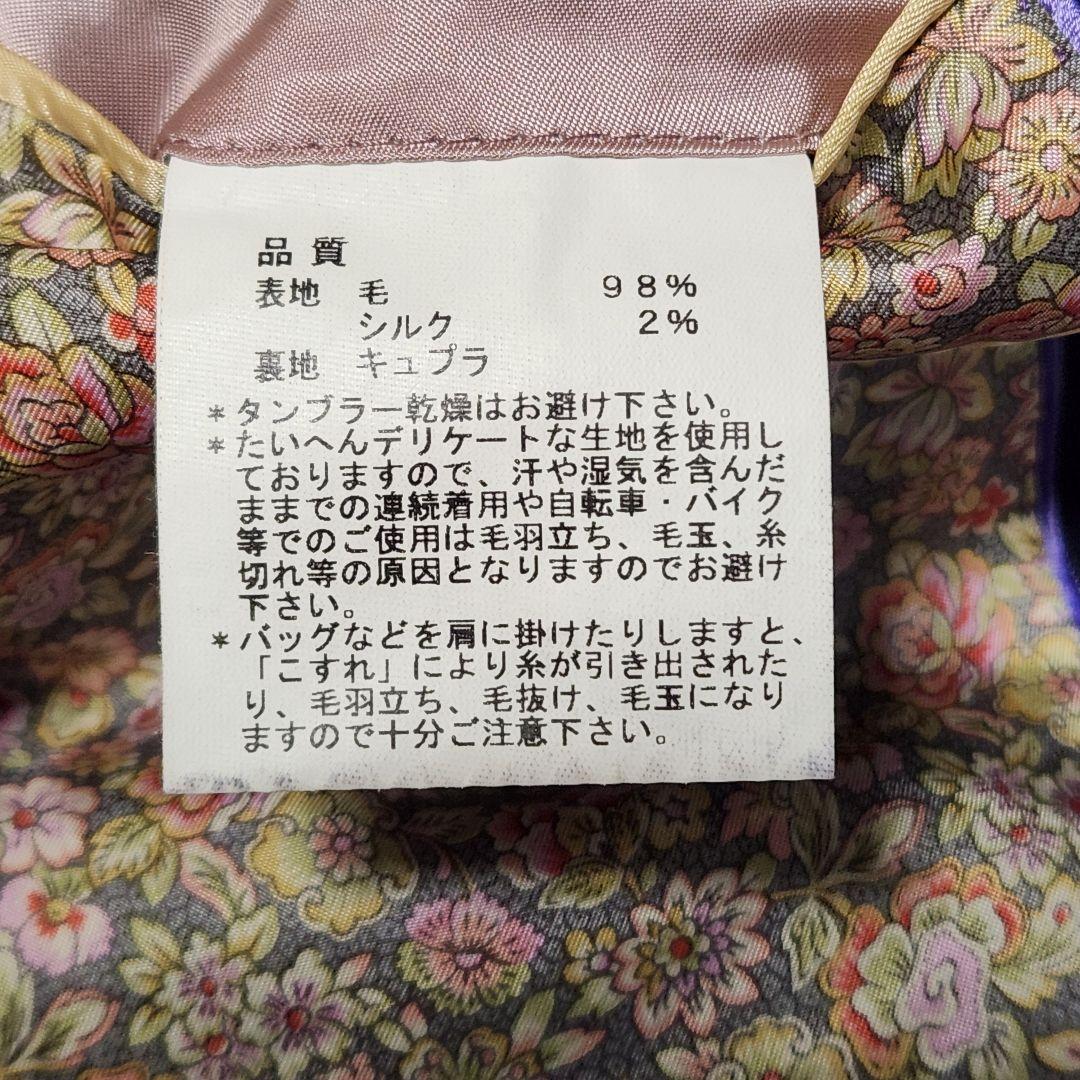 品質
表地 毛 98%
シルク 2%
裏地 キュプラ
*タンブラー乾燥はお避け下さい。
*たいへんデリケートな生地を使用し
ておりますので、汗や湿気を含んだ
ままでの連続着用や自転車・バイク
等でのご使用は毛羽立ち、毛玉、糸
切れ等の原因となりますのでお避け
下さい。
*バッグなどを肩に掛けたりしますと、
「こすれ」により糸が引き出された
り、毛羽立ち、毛抜け、毛玉になり
ますので十分ご注意下さい。